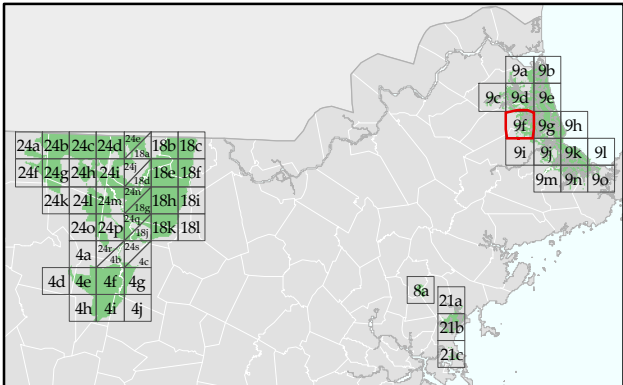 9a 9b
9c 9d 9e
9f 9g 9h
9i 9j 9k 9l
9m 9n 9o
24a 24b 24c 24d 24e 18a 18b 18c
24f 24g 24h 24i 24j 18d 18e 18f
24k 24l 24m 24n 18g 18h 18i
24o 24p 24q 18j 18k 18l
4a 24r 4b 24s 4c
4d 4e 4f 4g
4h 4i 4j
8a
21a
21b
21c